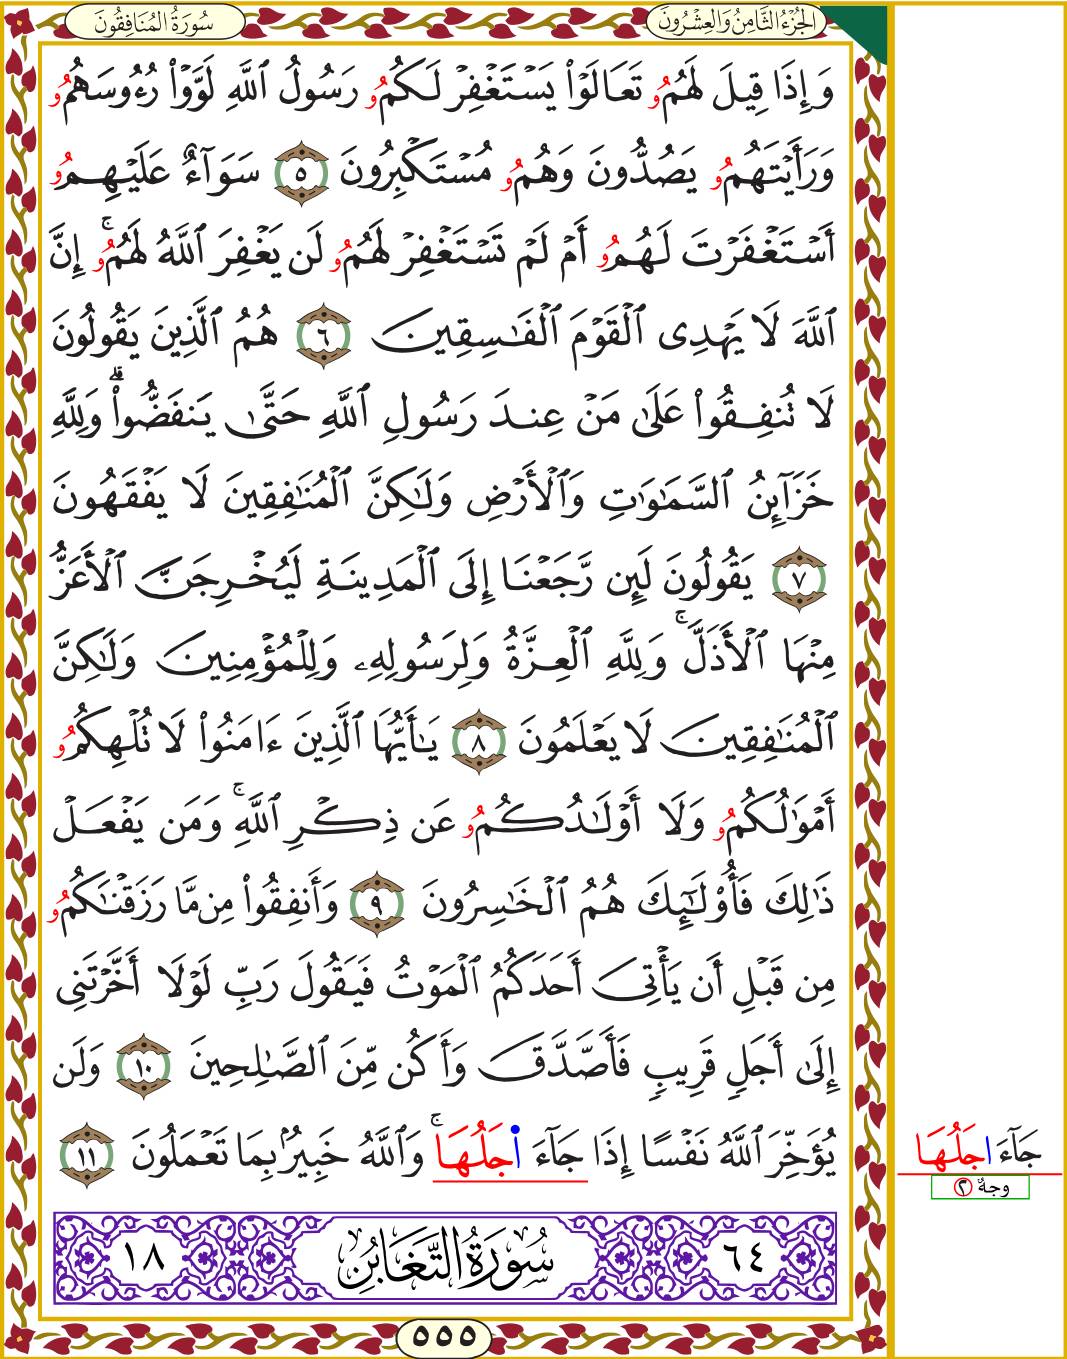 الجُزْءُ الثَّامِنُ وَالعِشْرُونَ
سُورَةُ المُنَافِقُونَ
وَإِذَا قِيلَ لَهُمُۥ تَعَالَوۡاْ يَسۡتَغۡفِرۡ لَكُمُۥ رَسُولُ ٱللَّهِ لَوَّوۡاْ رُءُوسَهُمُۥ
وَرَأَيۡتَهُمُۥ يَصُدُّونَ وَهُمُۥ مُسۡتَكۡبِرُونَ ٥ سَوَآءٌ عَلَيۡهِمُۥ
أَسۡتَغۡفَرۡتَ لَهُمُۥ أَمۡ لَمۡ تَسۡتَغۡفِرۡ لَهُمُۥ لَن يَغۡفِرَ ٱللَّهُ لَهُمُۥۚ إِنَّ
ٱللَّهَ لَا يَهۡدِى ٱلۡقَوۡمَ ٱلۡفَٰسِقِينَ ٦ هُمُ ٱلَّذِينَ يَقُولُونَ
لَا تُنفِقُواْ عَلَىٰ مَنۡ عِندَ رَسُولِ ٱللَّهِ حَتَّىٰ يَنفَضُّواْۗ وَلِلَّهِ
خَزَآئِنُ ٱلسَّمَٰوَٰتِ وَٱلۡأَرۡضِ وَلَٰكِنَّ ٱلۡمُنَٰفِقِينَ لَا يَفۡقَهُونَ
٧ يَقُولُونَ لَئِن رَّجَعۡنَا إِلَى ٱلۡمَدِينَةِ لَيُخۡرِجَنَّ ٱلۡأَعَزُّ
مِنۡهَا ٱلۡأَذَلَّۚ وَلِلَّهِ ٱلۡعِزَّةُ وَلِرَسُولِهِۦ وَلِلۡمُؤۡمِنِينَ وَلَٰكِنَّ
ٱلۡمُنَٰفِقِينَ لَا يَعۡلَمُونَ ٨ يَٰأَيُّهَا ٱلَّذِينَ ءَامَنُواْ لَا تُلۡهِكُمُۥ
أَمۡوَٰلُكُمُۥ وَلَا أَوۡلَٰدُكُمُۥ عَن ذِكۡرِ ٱللَّهِۚ وَمَن يَفۡعَلۡ
ذَٰلِكَ فَأُوْلَٰٓئِكَ هُمُ ٱلۡخَٰسِرُونَ ٩ وَأَنفِقُواْ مِن مَّا رَزَقۡنَٰكُمُۥ
مِن قَبۡلِ أَن يَأۡتِىَ أَحَدَكُمُ ٱلۡمَوۡتُ فَيَقُولَ رَبِّ لَوۡلَا أَخَّرۡتَنِى
إِلَىٰ أَجَلٖ قَرِيبٖ فَأَصَّدَّقَ وَأَكُن مِّنَ ٱلصَّٰلِحِينَ ١٠ وَلَن
يُؤَخِّرَ ٱللَّهُ نَفۡسًا إِذَا جَآءَ اجَلُهَاۚ وَٱللَّهُ خَبِيرُۢ بِمَا تَعۡمَلُونَ ١١
جَآءَ اجَلُهَا
وجهٌ ٢
٦٤ سُورَةُ التَّغَابُنِ ١٨
٥٥٥